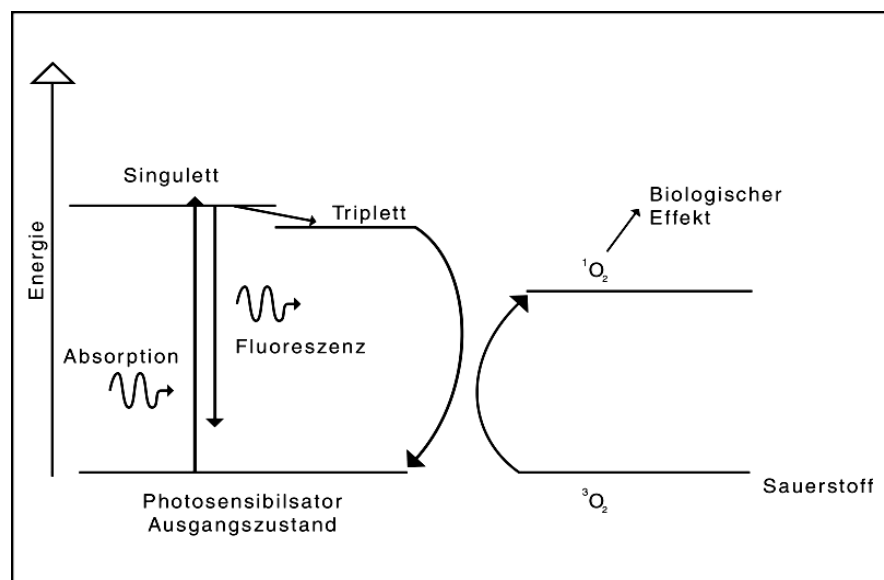 Singulett
Triplett
Biologischer
Effekt
¹O₂
Energie
Fluoreszenz
Absorption
Photosensibilsator
Ausgangszustand
³O₂
Sauerstoff